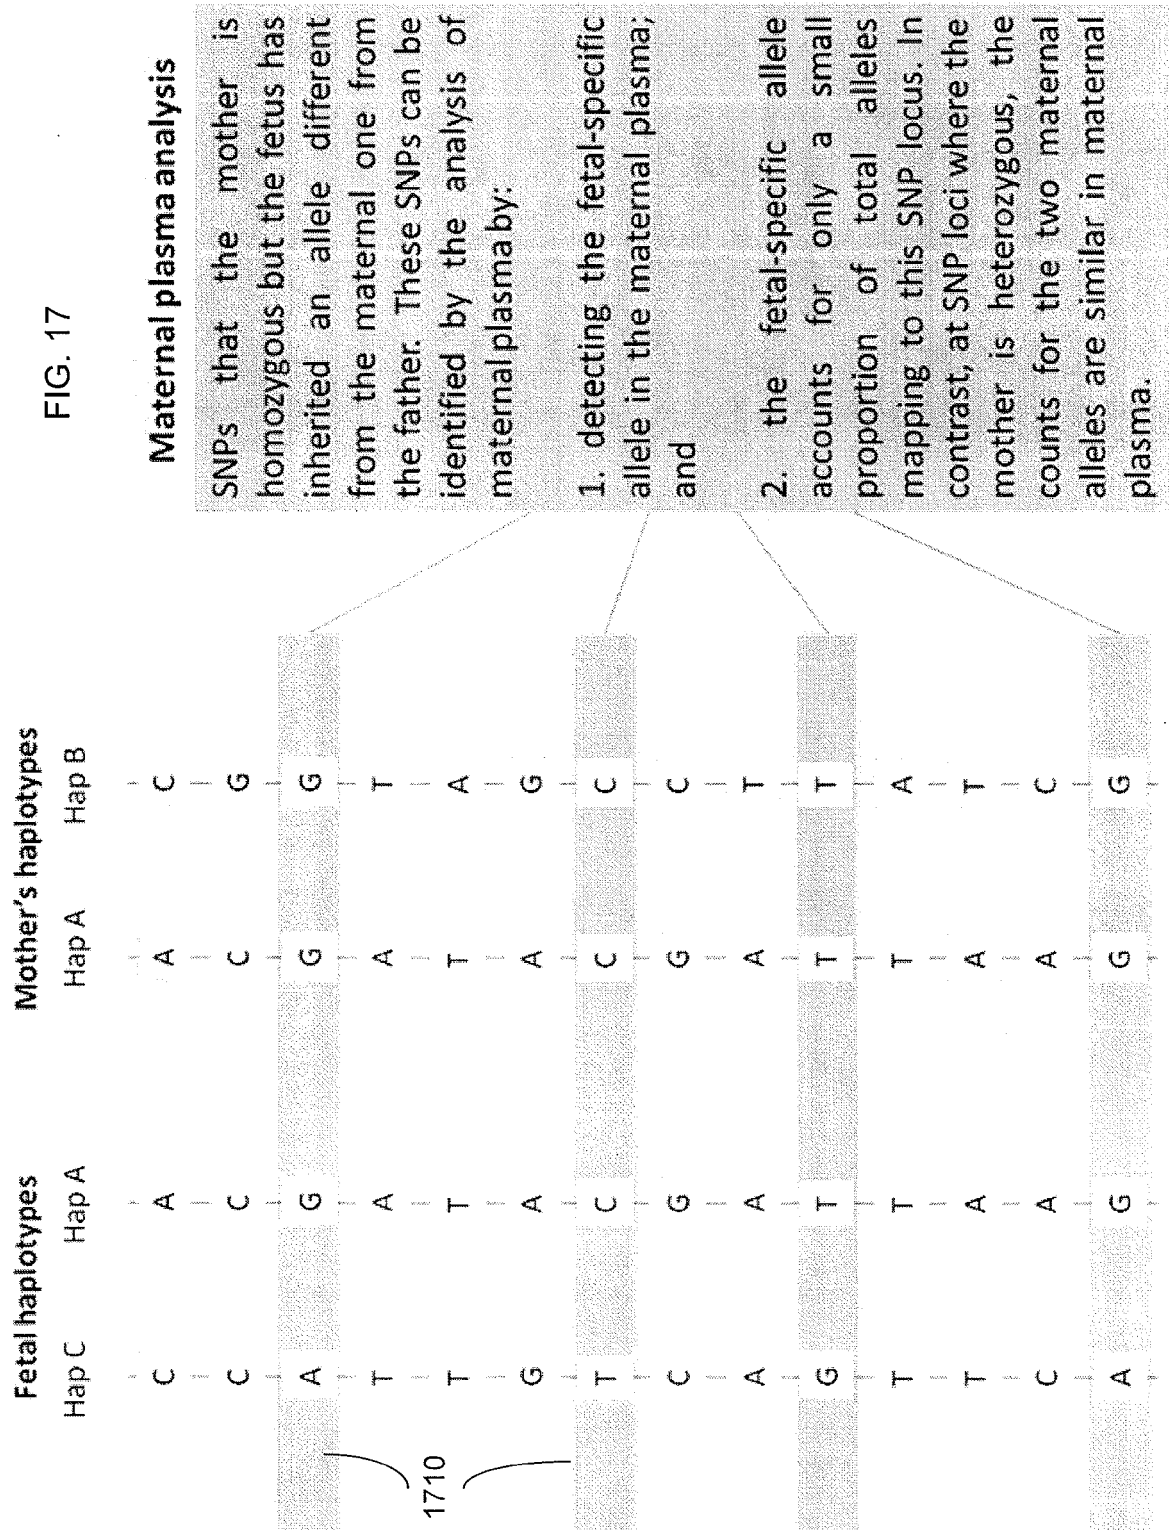 FIG. 17
Fetal haplotypes
Mother's haplotypes
Hap C Hap A Hap A Hap B
C A A C
C C C G
A G G G
T A A T
T T T A
G A A G
T C C C
C G G C
A A A T
G T T T
T T T A
T A A T
C A A C
A G G G
1710
Maternal plasma analysis
SNPs that the mother is
homozygous but the fetus has
inherited an allele different
from the maternal one from
the father. These SNPs can be
identified by the analysis of
maternal plasma by:
1. detecting the fetal-specific
allele in the maternal plasma;
and
2. the fetal-specific allele
accounts for only a small
proportion of total alleles
mapping to this SNP locus. In
contrast, at SNP loci where the
mother is heterozygous, the
counts for the two maternal
alleles are similar in maternal
plasma.